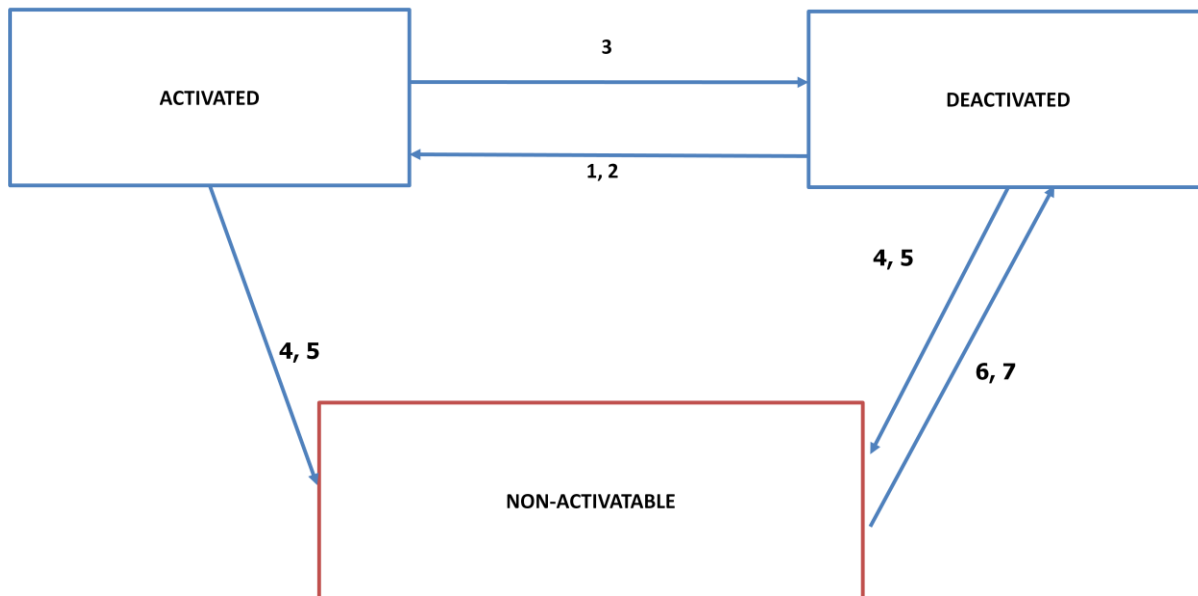 3
ACTIVATED
DEACTIVATED
1, 2
4, 5
4, 5
6, 7
NON-ACTIVATABLE